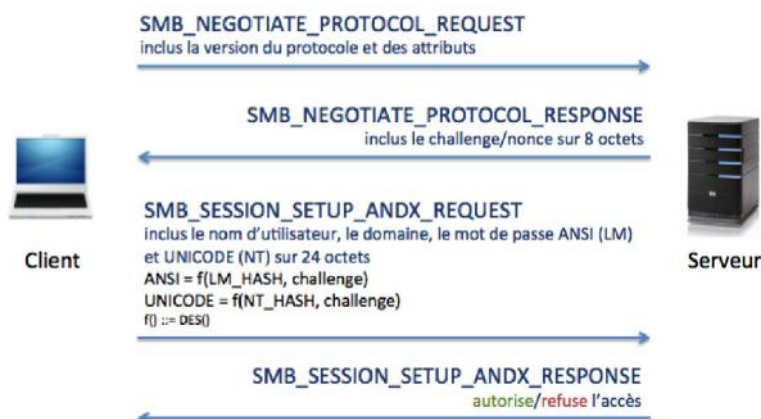 SMB_NEGOTIATE_PROTOCOL_REQUEST
inclus la version du protocole et des attributs
SMB_NEGOTIATE_PROTOCOL_RESPONSE
inclus le challenge/nonce sur 8 octets
SMB_SESSION_SETUP_ANDX_REQUEST
inclus le nom d'utilisateur, le domaine, le mot de passe ANSI (LM)
et UNICODE (NT) sur 24 octets
ANSI = f(LM_HASH, challenge)
UNICODE = f(NT_HASH, challenge)
f() ::= DES()
Client
Serveur
SMB_SESSION_SETUP_ANDX_RESPONSE
autorise/refuse l'accès